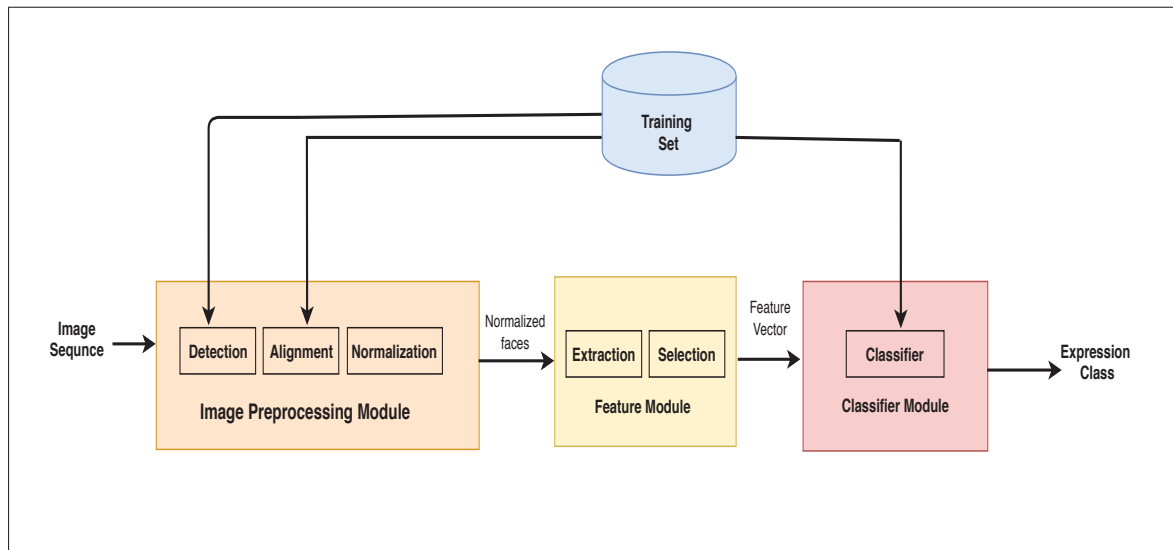 Training
Set
Image
Sequnce
Detection
Alignment
Normalization
Image Preprocessing Module
Normalized
faces
Extraction
Selection
Feature Module
Feature
Vector
Classifier
Classifier Module
Expression
Class